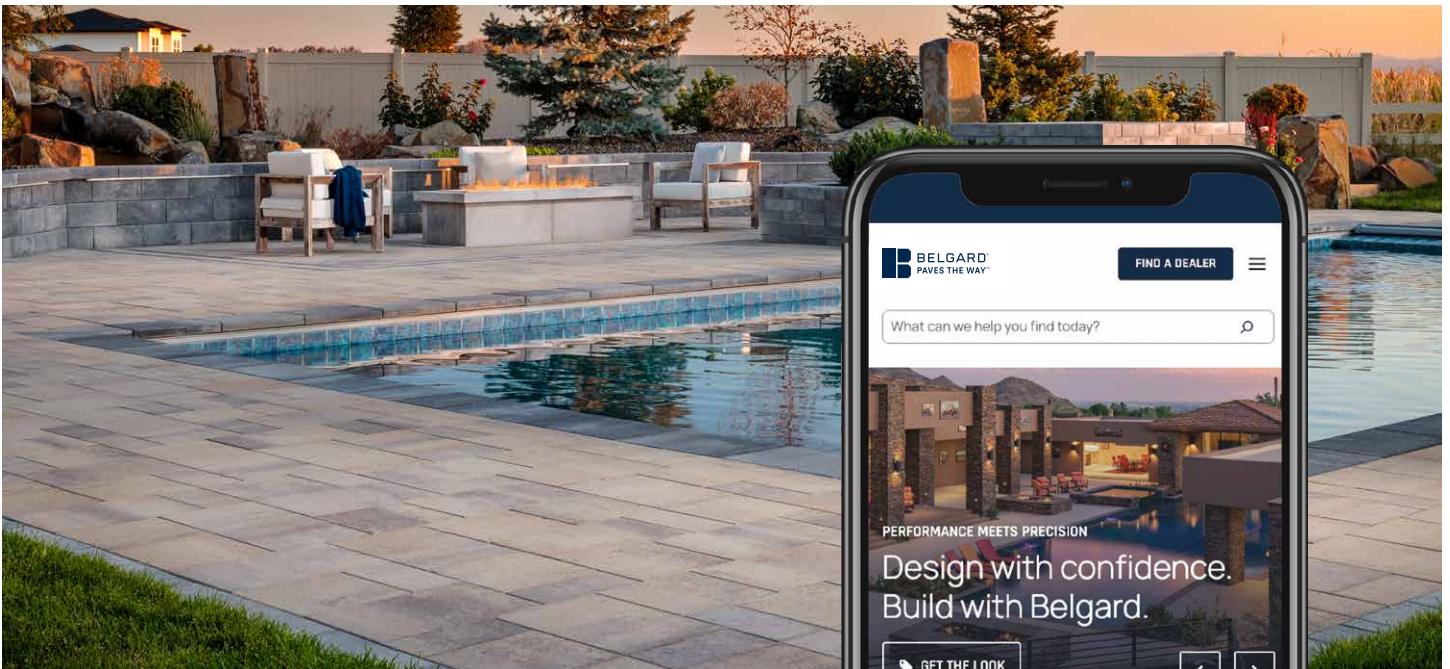 BELGARD®
PAVES THE WAY™
FIND A DEALER
What can we help you find today?
PERFORMANCE MEETS PRECISION
Design with confidence.
Build with Belgard.
GET THE LOOK